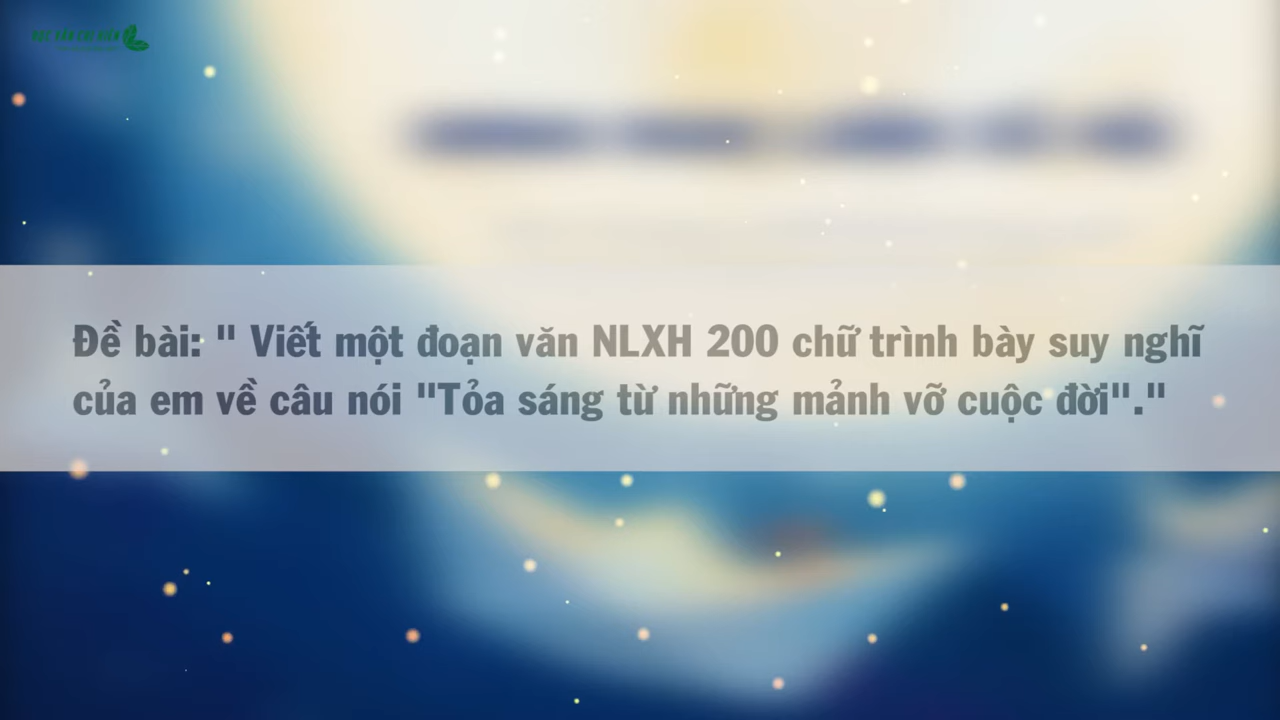 Đề bài: " Viết một đoạn văn NLXH 200 chữ trình bày suy nghĩ
của em về câu nói "Tỏa sáng từ những mảnh vỡ cuộc đời"."